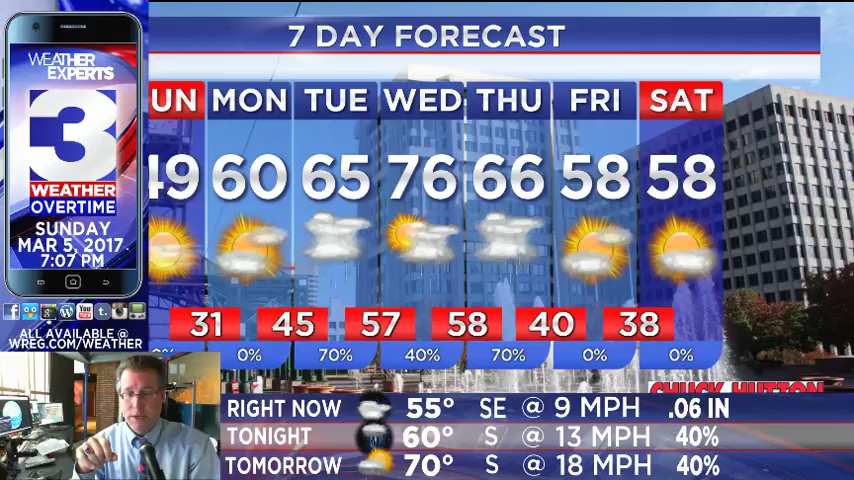 7 DAY FORECAST
WEATHER
EXPERTS
3
WEATHER
OVERTIME
SUNDAY
MAR 5, 2017
7:07 PM
UN MON TUE WED THU FRI SAT
49 60 65 76 66 58 58
31 45 57 58 40 38
0% 0% 70% 40% 70% 0% 0%
ALL AVAILABLE @
WREG.COM/WEATHER
CHUCK HUTTON
RIGHT NOW 55° SE @ 9 MPH .06 IN
TONIGHT 60° S @ 13 MPH 40%
TOMORROW 70° S @ 18 MPH 40%